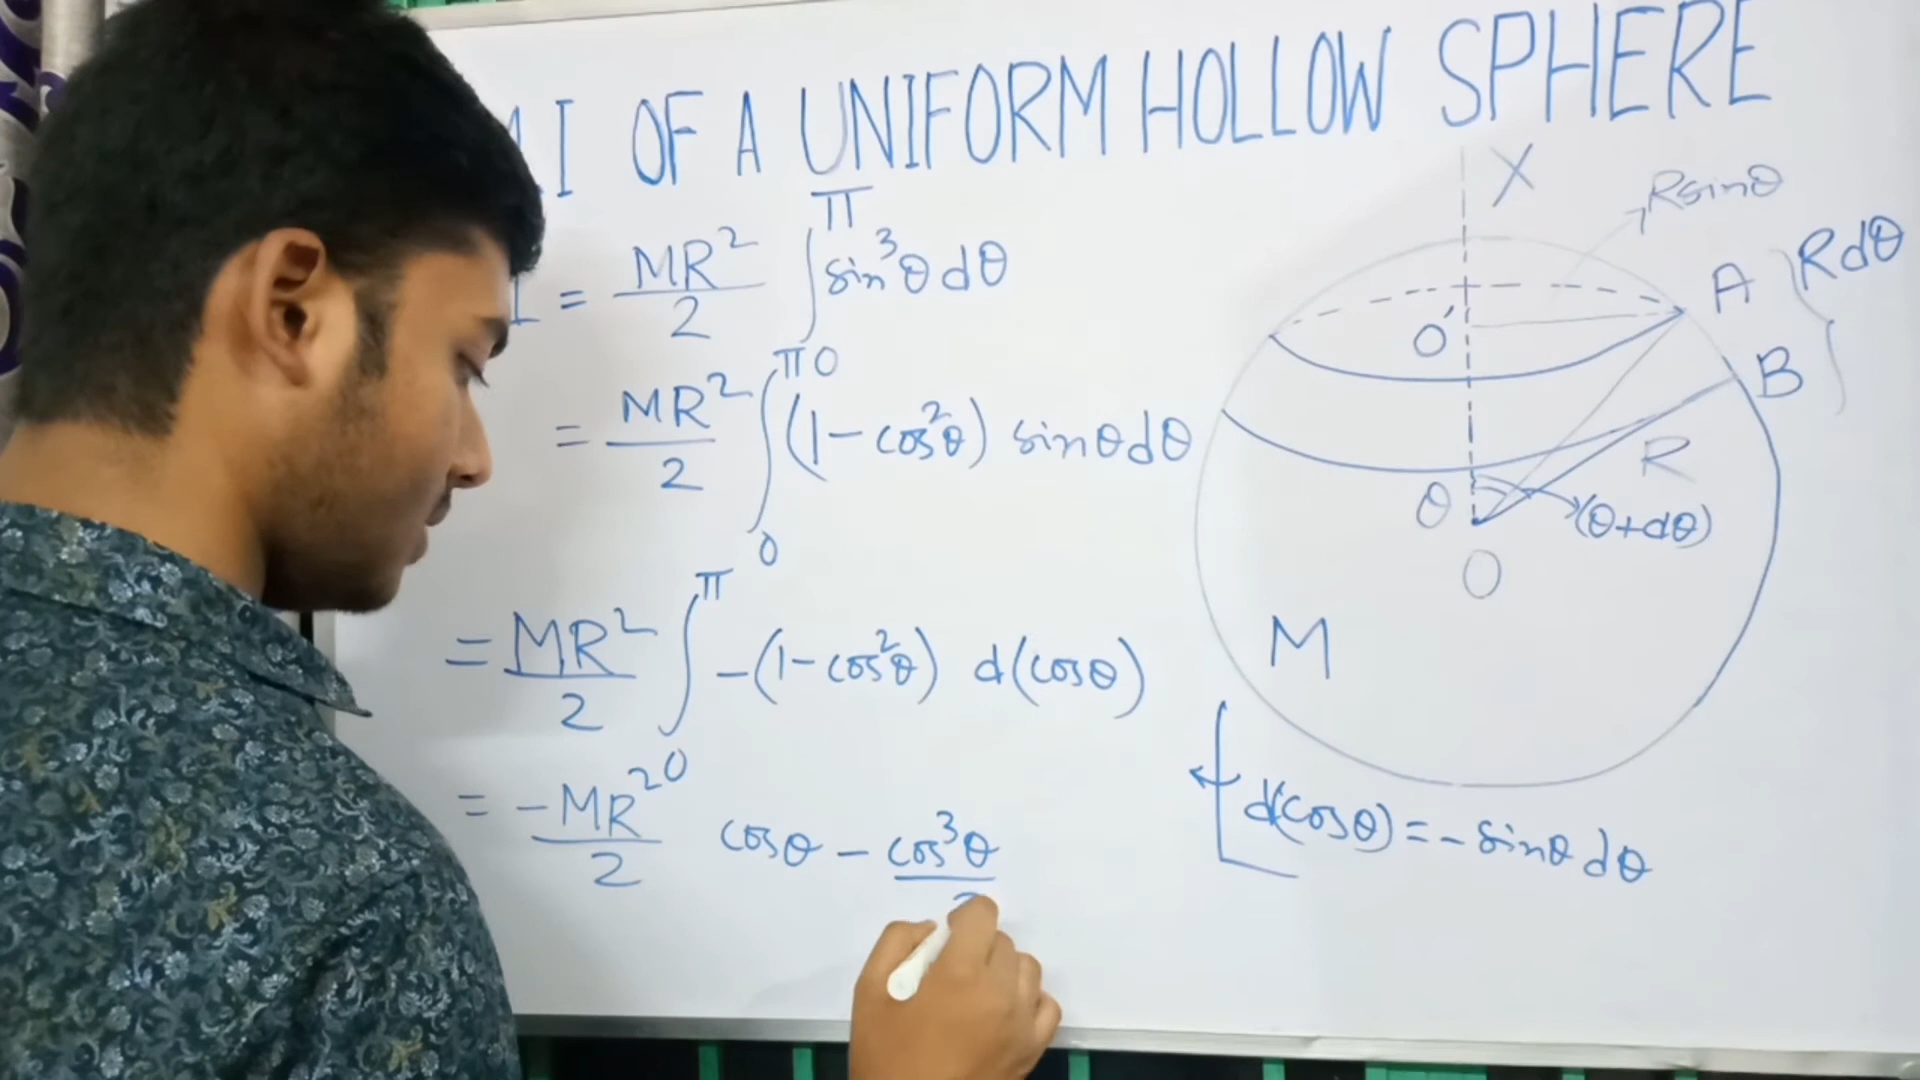 I OF A UNIFORM HOLLOW SPHERE
I = MR²/2 ∫₀^π sin³θ dθ
= MR²/2 ∫₀^π (1-cos²θ) sinθ dθ
= MR²/2 ∫₀^π -(1-cos²θ) d(cosθ)
= -MR²/2 cosθ - cos³θ/
X
Rsinθ
A
Rdθ
O'
B
R
θ
(θ+dθ)
O
M
d(cosθ) = -sinθ dθ